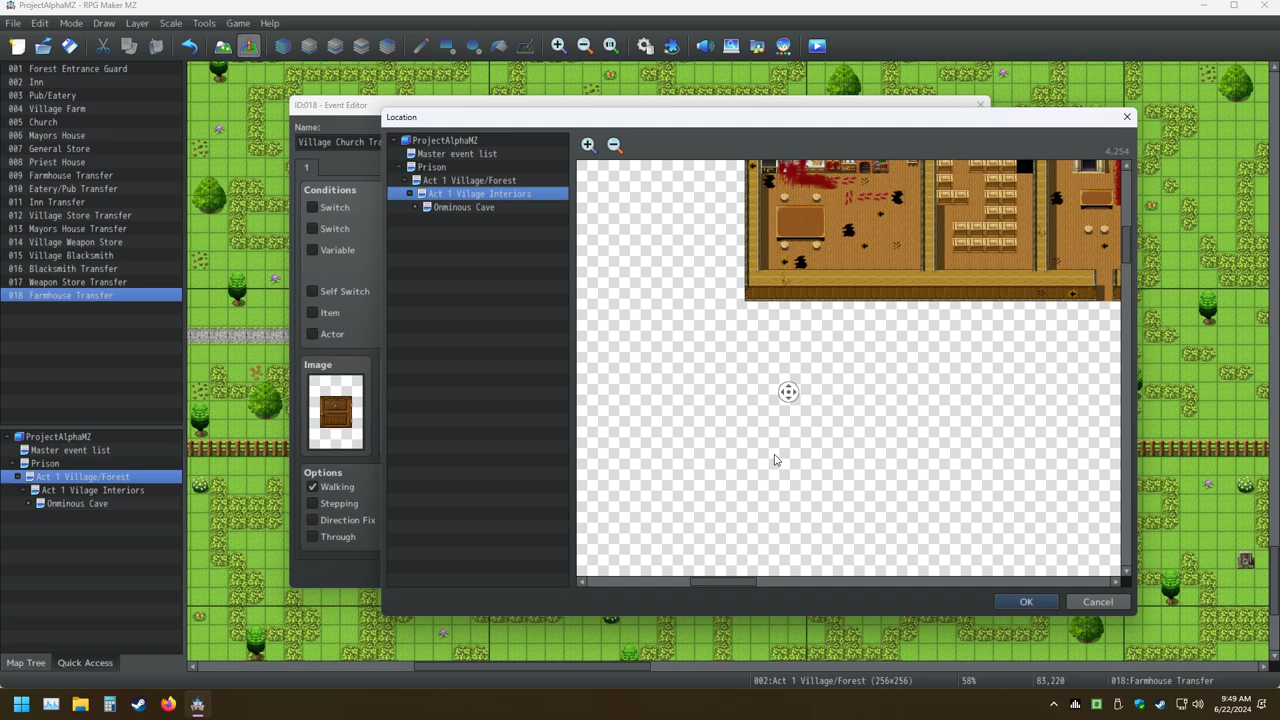 ProjectAlphaMZ - RPG Maker MZ
File Edit Mode Draw Layer Scale Tools Game Help
001 Forest Entrance Guard
002 Inn
003 Pub/Eatery
004 Village Farm
005 Church
006 Mayors House
007 General Store
008 Priest House
009 Farmhouse Transfer
010 Eatery/Pub Transfer
011 Inn Transfer
012 Village Store Transfer
013 Mayors House Transfer
014 Village Weapon Store
015 Village Blacksmith
016 Blacksmith Transfer
017 Weapon Store Transfer
018 Farmhouse Transfer
ProjectAlphaMZ
Master event list
Prison
Act 1 Village/Forest
Act 1 Vilage Interiors
Onminous Cave
Map Tree Quick Access
ID:018 - Event Editor
Name:
Village Church Tra
1
Conditions
Switch
Switch
Variable
Self Switch
Item
Actor
Image
Options
Walking
Stepping
Direction Fix
Through
Location
ProjectAlphaMZ
Master event list
Prison
Act 1 Village/Forest
Act 1 Vilage Interiors
Onminous Cave
4,254
OK Cancel
002:Act 1 Village/Forest (256x256) 58% 83,220 018:Farmhouse Transfer
9:49 AM
6/22/2024